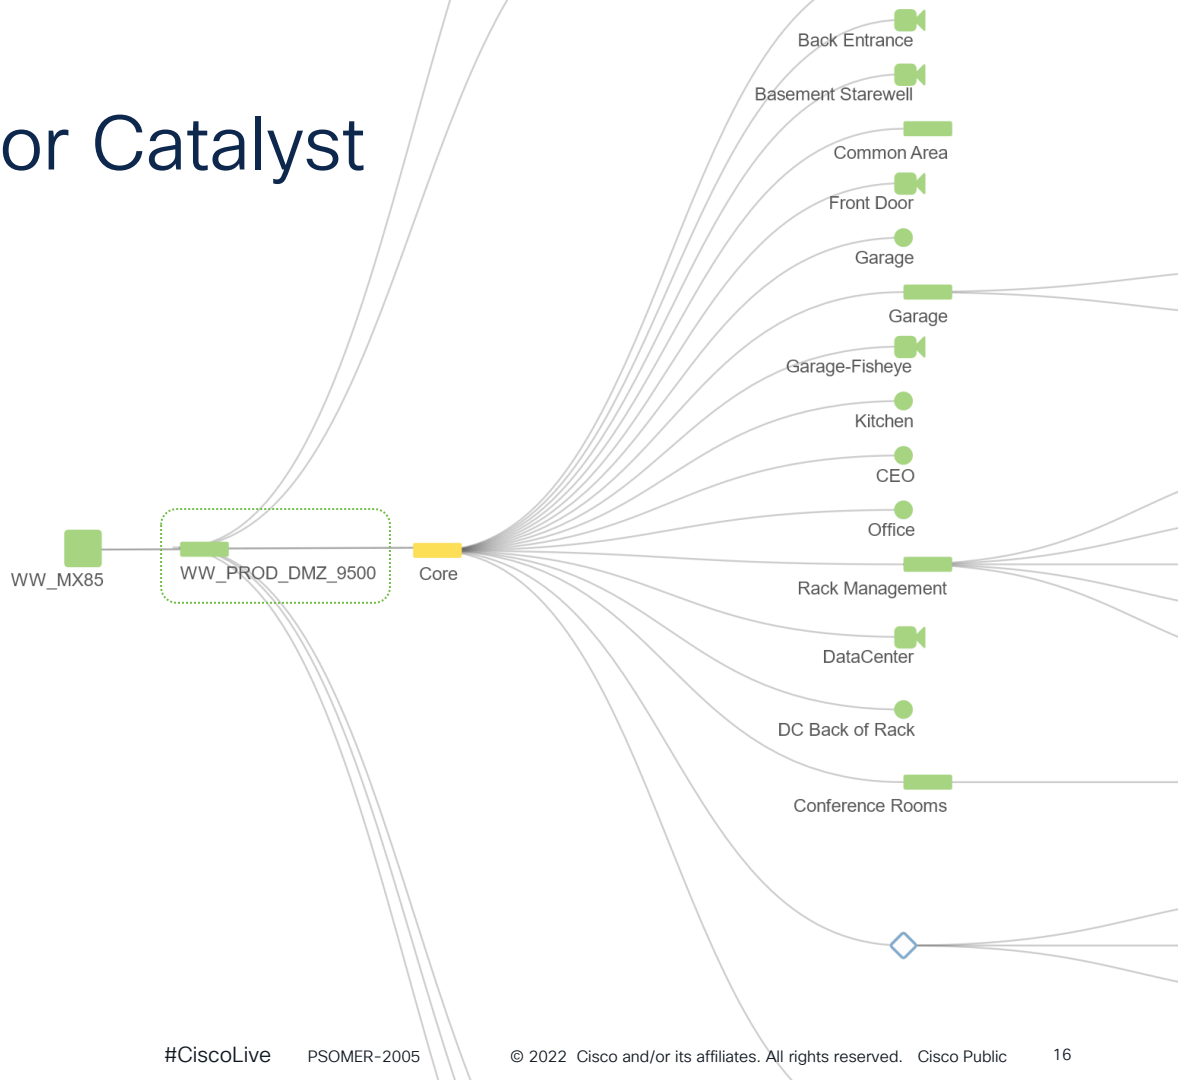 or Catalyst
Back Entrance
Basement Starewell
Common Area
Front Door
Garage
Garage
Garage-Fisheye
Kitchen
CEO
Office
WW_MX85
WW_PROD_DMZ_9500
Core
Rack Management
DataCenter
DC Back of Rack
Conference Rooms
#CiscoLive PSOMER-2005 © 2022 Cisco and/or its affiliates. All rights reserved. Cisco Public 16